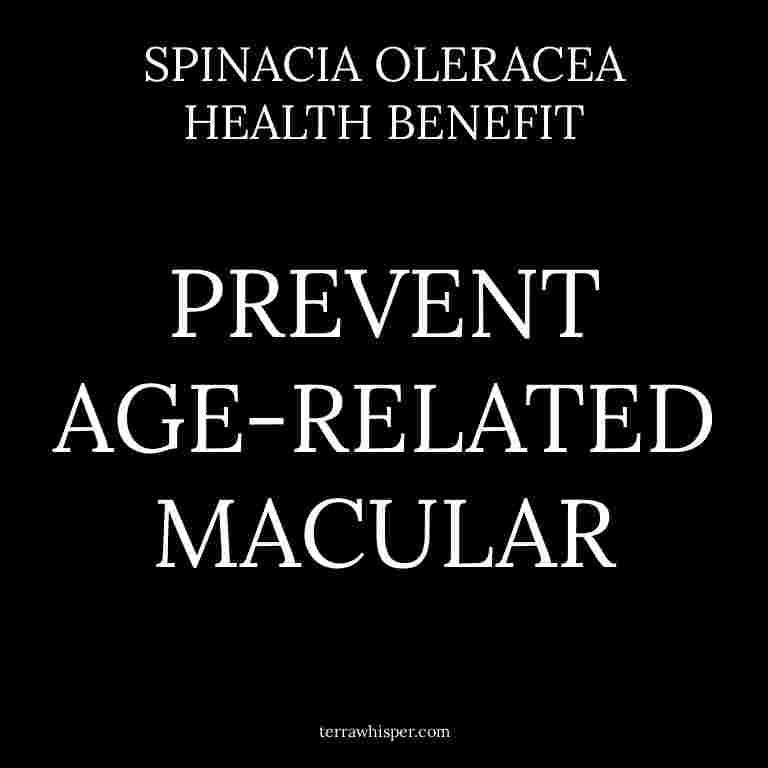 SPINACIA OLERACEA
HEALTH BENEFIT
PREVENT
AGE-RELATED
MACULAR
terrawhisper.com